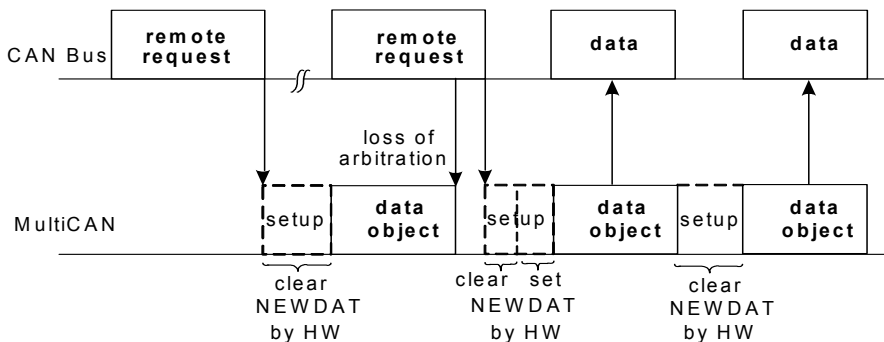 remote
request
remote
request
data
data
CAN Bus
loss of
arbitration
MultiCAN
setup
data
object
setup
data
object
setup
data
object
clear
NEWDAT
by HW
clear set
NEWDAT
by HW
clear
NEWDAT
by HW